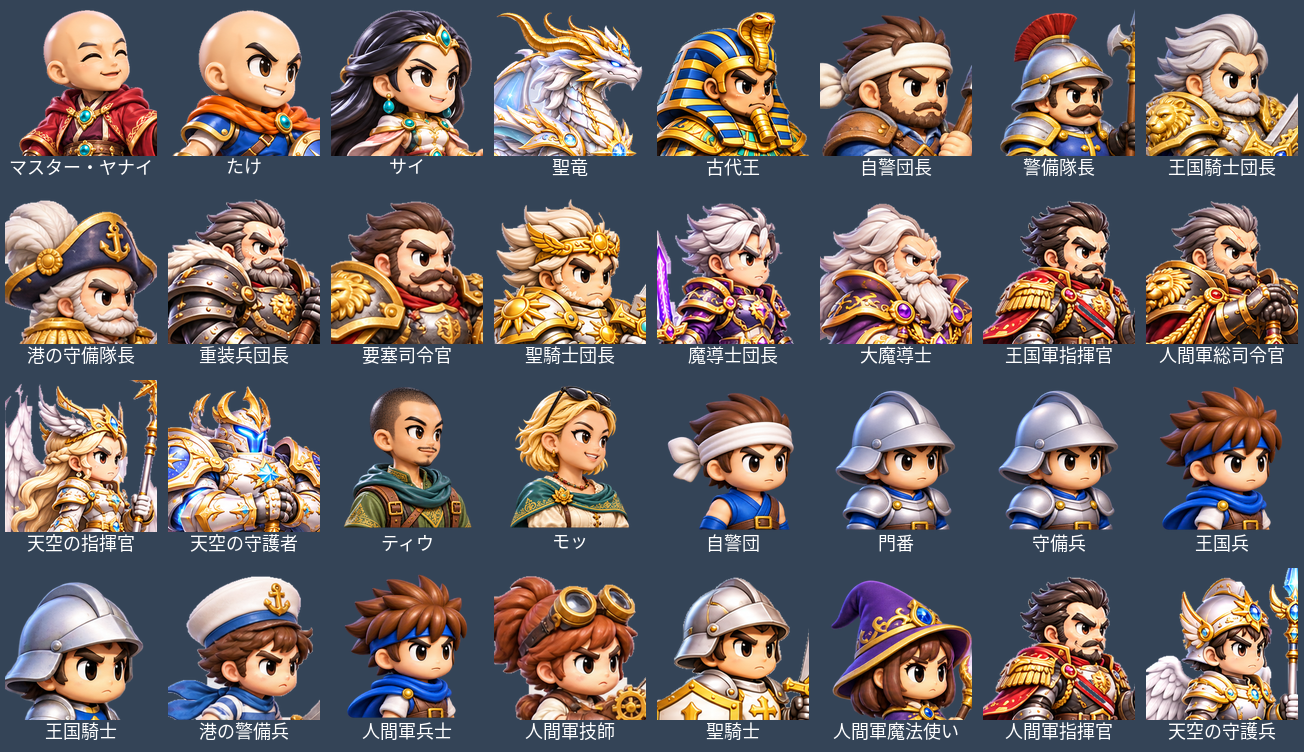 マスター・ヤナイ
たけ
サイ
聖竜
古代王
自警団長
警備隊長
王国騎士団長
港の守備隊長
重装兵団長
要塞司令官
聖騎士団長
魔導士団長
大魔導士
王国軍指揮官
人間軍総司令官
天空の指揮官
天空の守護者
ティウ
モッ
自警団
門番
守備兵
王国兵
王国騎士
港の警備兵
人間軍兵士
人間軍技師
聖騎士
人間軍魔法使い
人間軍指揮官
天空の守護兵